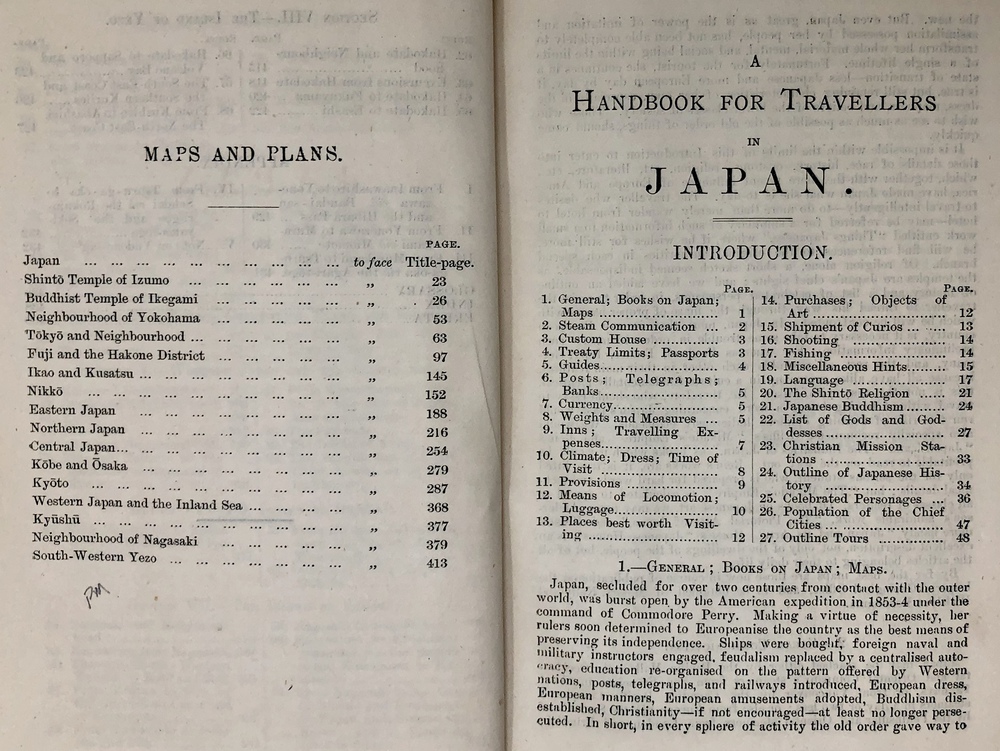 MAPS AND PLANS.
PAGE.
Japan ... ... ... ... ... ... ... ... to face Title-page.
Shintō Temple of Izumo ... ... ... ... ... „ 23
Buddhist Temple of Ikegami ... ... ... ... „ 26
Neighbourhood of Yokohama ... ... ... ... „ 53
Tōkyō and Neighbourhood ... ... ... ... ... „ 63
Fuji and the Hakone District ... ... ... ... „ 97
Ikao and Kusatsu ... ... ... ... ... ... „ 145
Nikkō ... ... ... ... ... ... ... ... „ 152
Eastern Japan ... ... ... ... ... ... „ 188
Northern Japan ... ... ... ... ... ... „ 216
Central Japan... ... ... ... ... ... ... „ 254
Kōbe and Ōsaka ... ... ... ... ... ... „ 279
Kyōto ... ... ... ... ... ... ... „ 287
Western Japan and the Inland Sea ... ... ... ... „ 368
Kyūshū ... ... ... ... ... ... ... „ 377
Neighbourhood of Nagasaki ... ... ... ... „ 379
South-Western Yezo ... ... ... ... ... „ 413
A
HANDBOOK FOR TRAVELLERS
IN
JAPAN.
INTRODUCTION.
PAGE.
1. General; Books on Japan;
Maps ........................ 1
2. Steam Communication ... 2
3. Custom House ............... 3
4. Treaty Limits; Passports 3
5. Guides........................ 4
6. Posts; Telegraphs;
Banks........................ 5
7. Currency..................... 5
8. Weights and Measures ... 5
9. Inns; Travelling Ex-
penses........................ 7
10. Climate; Dress; Time of
Visit ........................ 8
11. Provisions .................. 9
12. Means of Locomotion;
Luggage..................... 10
13. Places best worth Visit-
ing ........................... 12
PAGE.
14. Purchases; Objects of
Art ........................... 12
15. Shipment of Curios ... ..... 13
16. Shooting .................. 14
17. Fishing ..................... 14
18. Miscellaneous Hints......... 15
19. Language .................. 17
20. The Shintō Religion ...... 21
21. Japanese Buddhism ......... 24
22. List of Gods and God-
desses ........................ 27
23. Christian Mission Sta-
tions ........................ 33
24. Outline of Japanese His-
tory ........................ 34
25. Celebrated Personages ... 36
26. Population of the Chief
Cities ........................ 47
27. Outline Tours ............... 48
1.—GENERAL; BOOKS ON JAPAN; MAPS.
Japan, secluded for over two centuries from contact with the outer
world, was burst open by the American expedition in 1853-4 under the
command of Commodore Perry. Making a virtue of necessity, her
rulers soon determined to Europeanise the country as the best means of
preserving its independence. Ships were bought, foreign naval and
military instructors engaged, feudalism replaced by a centralised auto-
cracy, education re-organised on the pattern offered by Western
nations, posts, telegraphs, and railways introduced, European dress,
European manners, European amusements adopted, Buddhism dis-
established, Christianity—if not encouraged—at least no longer perse-
cuted. In short, in every sphere of activity the old order gave way to